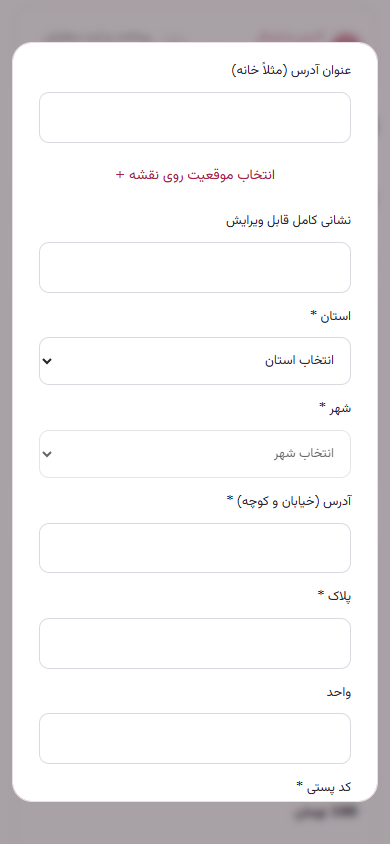 عنوان آدرس (مثلاً خانه)
انتخاب موقعیت روی نقشه +
نشانی کامل قابل ویرایش
استان *
انتخاب استان
شهر *
انتخاب شهر
آدرس (خیابان و کوچه) *
پلاک *
واحد
کد پستی *